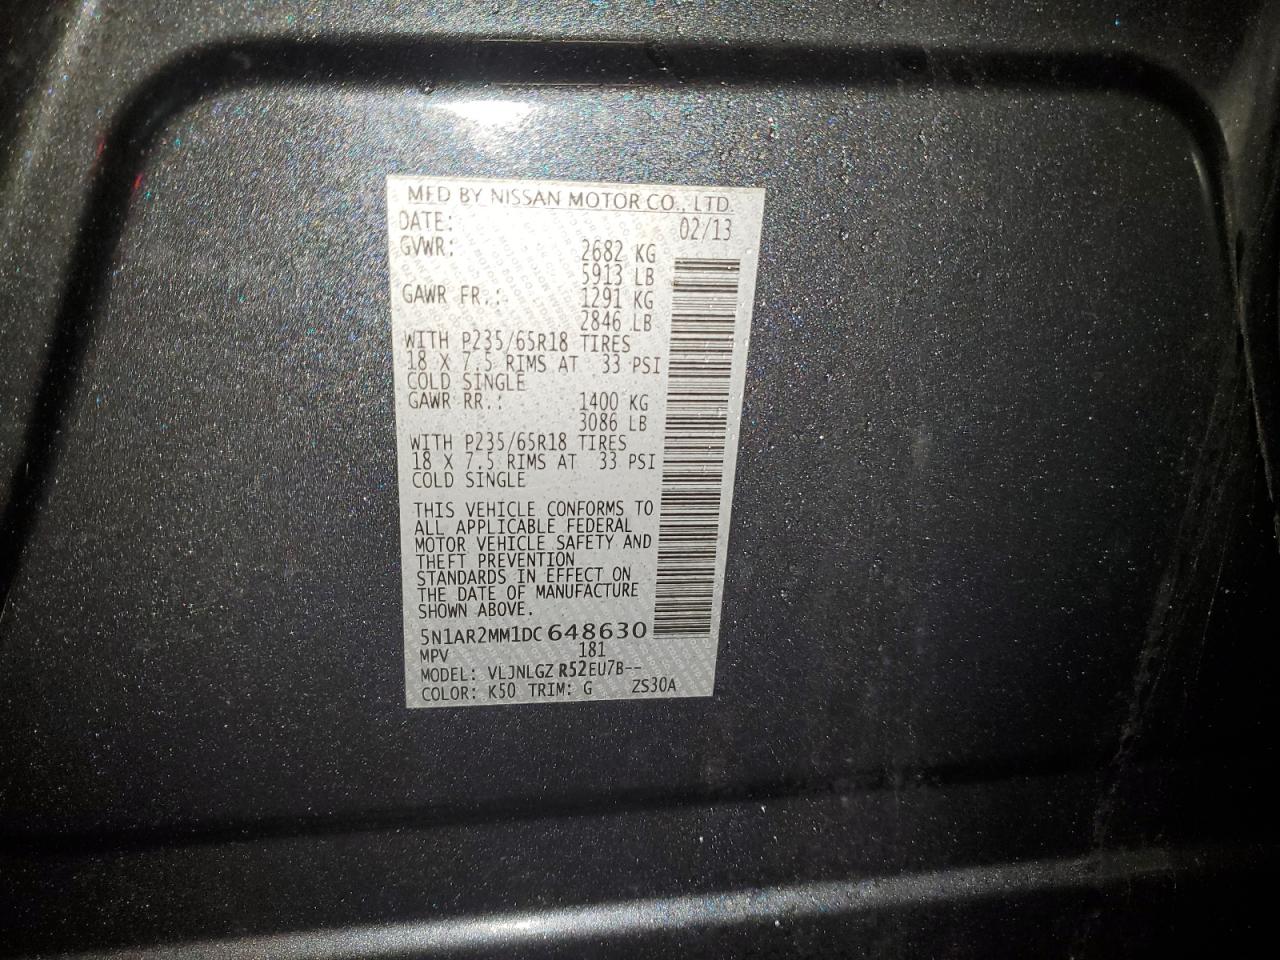 MFD BY NISSAN MOTOR CO., LTD.
DATE: 02/13
GVWR: 2682 KG
5913 LB
GAWR FR.: 1291 KG
2846 LB
WITH P235/65R18 TIRES
18 X 7.5 RIMS AT 33 PSI
COLD SINGLE
GAWR RR.: 1400 KG
3086 LB
WITH P235/65R18 TIRES
18 X 7.5 RIMS AT 33 PSI
COLD SINGLE
THIS VEHICLE CONFORMS TO
ALL APPLICABLE FEDERAL
MOTOR VEHICLE SAFETY AND
THEFT PREVENTION
STANDARDS IN EFFECT ON
THE DATE OF MANUFACTURE
SHOWN ABOVE.
5N1AR2MM1DC648630
MPV 181
MODEL: VLJNLGZ R52EU7B--
COLOR: K50 TRIM: G ZS30A